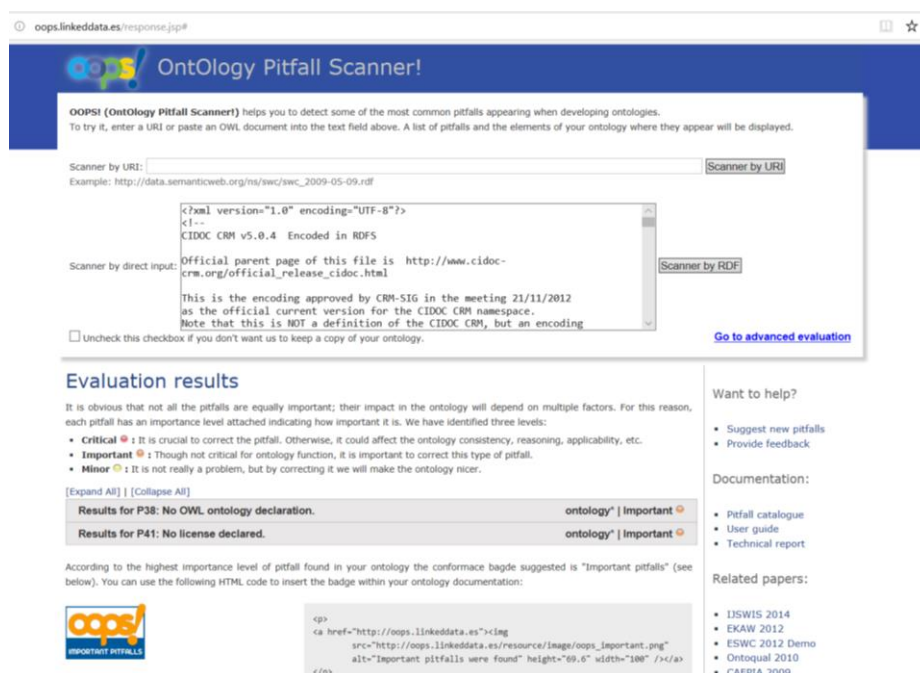 oops.linkeddata.es/response.jsp#
oops!
OntOlogy Pitfall Scanner!
OOPS! (OntOlogy Pitfall Scanner!) helps you to detect some of the most common pitfalls appearing when developing ontologies.
To try it, enter a URI or paste an OWL document into the text field above. A list of pitfalls and the elements of your ontology where they appear will be displayed.
Scanner by URI:
Scanner by URI
Example: http://data.semanticweb.org/ns/swc/swc_2009-05-09.rdf
Scanner by direct input:
<?xml version="1.0" encoding="UTF-8"?>
<!--
CIDOC CRM v5.0.4 Encoded in RDFS
Official parent page of this file is http://www.cidoc-
crm.org/official_release_cidoc.html
This is the encoding approved by CRM-SIG in the meeting 21/11/2012
as the official current version for the CIDOC CRM namespace.
Note that this is NOT a definition of the CIDOC CRM, but an encoding
Scanner by RDF
Uncheck this checkbox if you don't want us to keep a copy of your ontology.
Go to advanced evaluation
Evaluation results
It is obvious that not all the pitfalls are equally important; their impact in the ontology will depend on multiple factors. For this reason,
each pitfall has an importance level attached indicating how important it is. We have identified three levels:
• Critical : It is crucial to correct the pitfall. Otherwise, it could affect the ontology consistency, reasoning, applicability, etc.
• Important : Though not critical for ontology function, it is important to correct this type of pitfall.
• Minor : It is not really a problem, but by correcting it we will make the ontology nicer.
[Expand All] | [Collapse All]
Results for P38: No OWL ontology declaration. ontology* | Important
Results for P41: No license declared. ontology* | Important
According to the highest importance level of pitfall found in your ontology the conformace bagde suggested is "Important pitfalls" (see
below). You can use the following HTML code to insert the badge within your ontology documentation:
oops!
IMPORTANT PITFALLS
<p>
<a href="http://oops.linkeddata.es"><img
src="http://oops.linkeddata.es/resource/image/oops_important.png"
alt="Important pitfalls were found" height="69.6" width="100" /></a>
</p>
Want to help?
• Suggest new pitfalls
• Provide feedback
Documentation:
• Pitfall catalogue
• User guide
• Technical report
Related papers:
• IJSWIS 2014
• EKAW 2012
• ESWC 2012 Demo
• Ontoqual 2010
• CAEPIA 2009